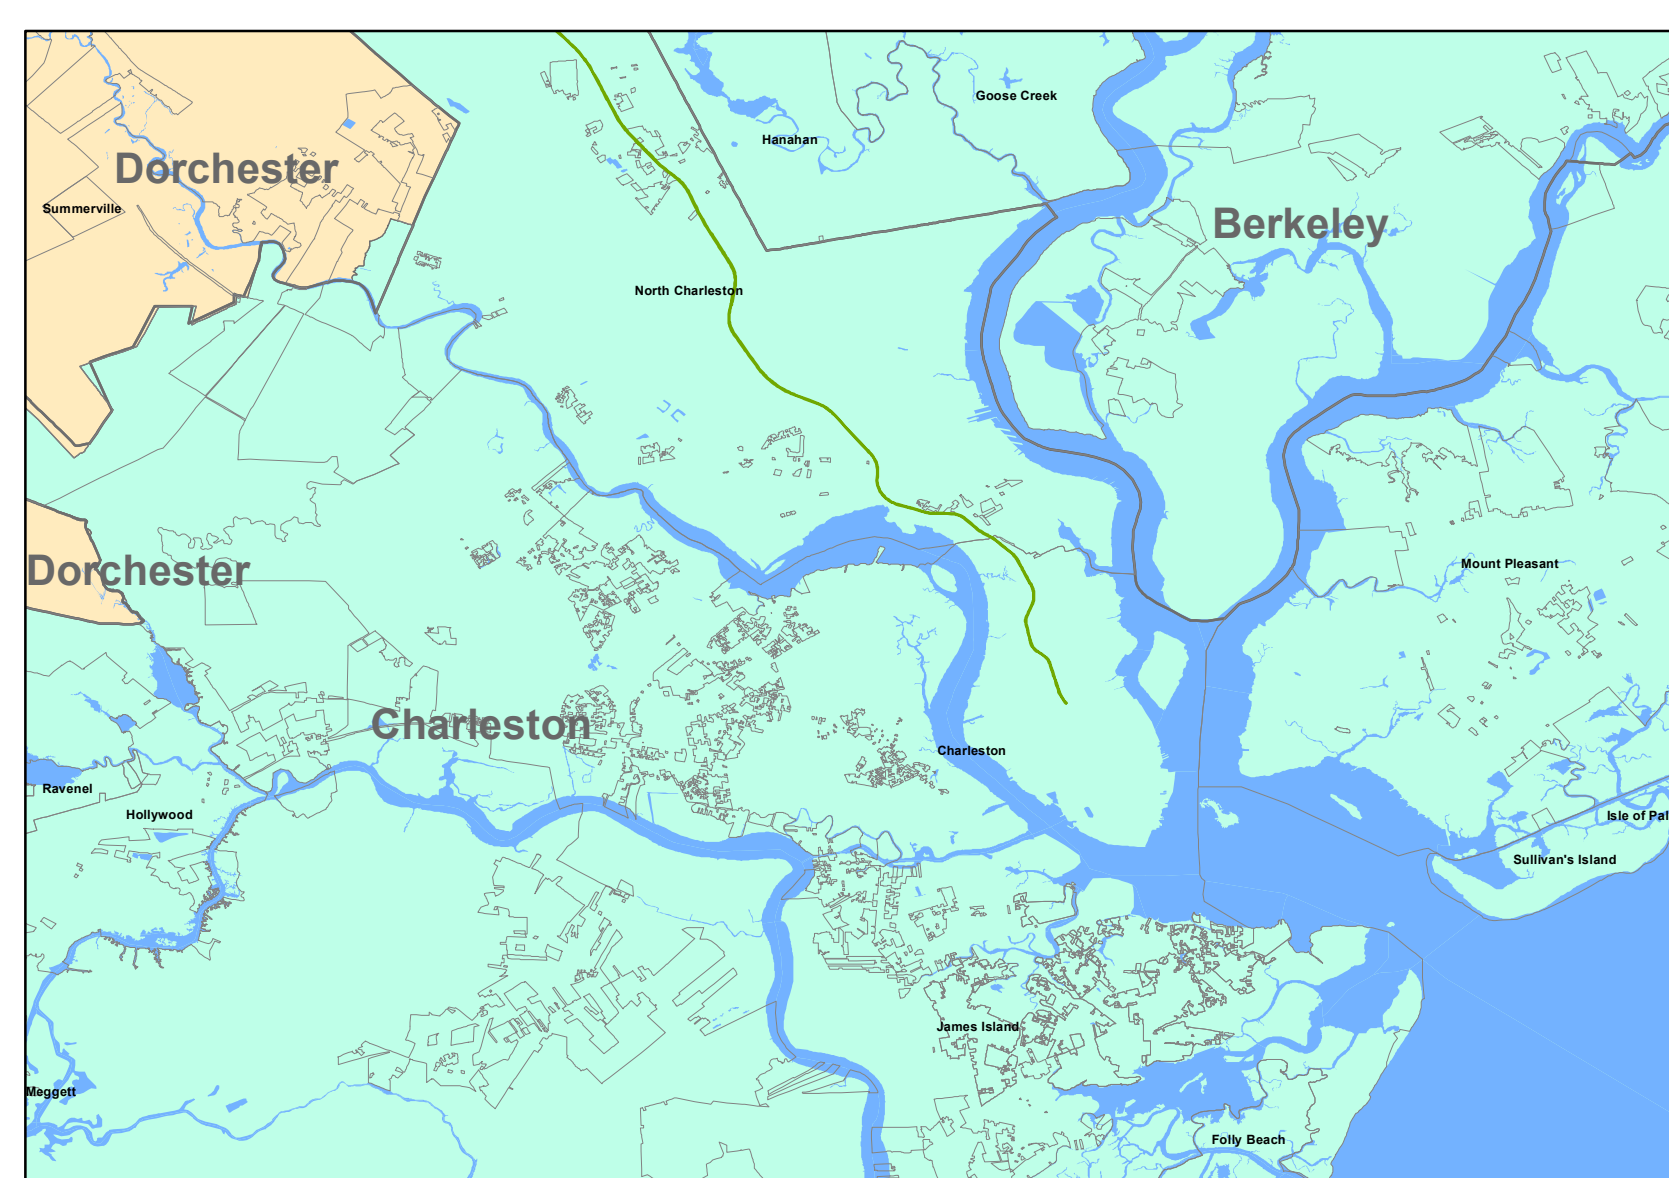 Goose Creek
Hanahan
Dorchester
Summerville
Berkeley
North Charleston
Dorchester
Mount Pleasant
Charleston
Charleston
Ravenel
Hollywood
Isle of Pal
Sullivan's Island
James Island
Meggett
Folly Beach